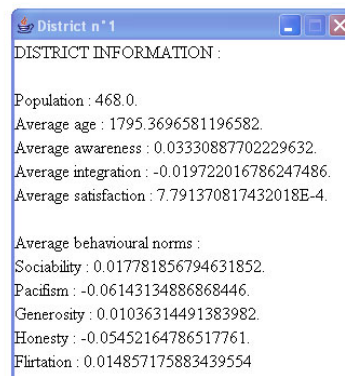 District n°1
DISTRICT INFORMATION :
Population : 468.0.
Average age : 1795.3696581196582.
Average awareness : 0.03330887702229632.
Average integration : -0.019722016786247486.
Average satisfaction : 7.791370817432018E-4.
Average behavioural norms :
Sociability : 0.017781856794631852.
Pacifism : -0.06143134886868446.
Generosity : 0.01036314491383982.
Honesty : -0.05452164786517761.
Flirtation : 0.014857175883439554